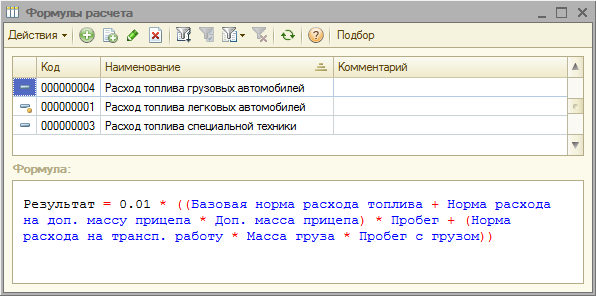 Формулы расчета
Действия Подбор
Код Наименование Комментарий
000000004 Расход топлива грузовых автомобилей
000000001 Расход топлива легковых автомобилей
000000003 Расход топлива специальной техники
Формула:
Результат = 0.01 * ((Базовая норма расхода топлива + Норма расхода
на доп. массу прицепа * Доп. масса прицепа) * Пробег + (Норма
расхода на трансп. работу * Масса груза * Пробег с грузом))